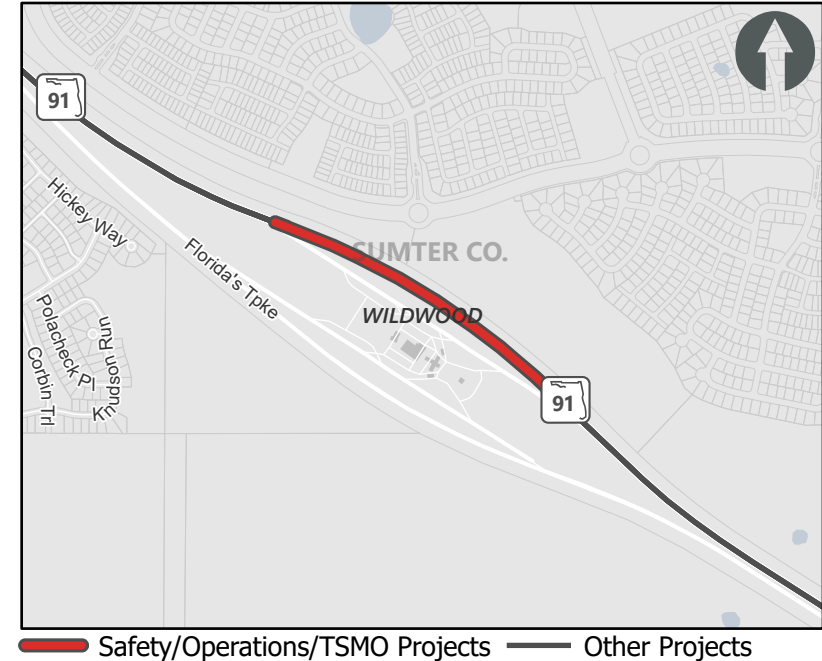 91
Hickey Way
Florida's Tpke
SUMTER CO.
WILDWOOD
Polacheck Pl
Knudson Run
Corbin Trl
91
Safety/Operations/TSMO Projects
Other Projects